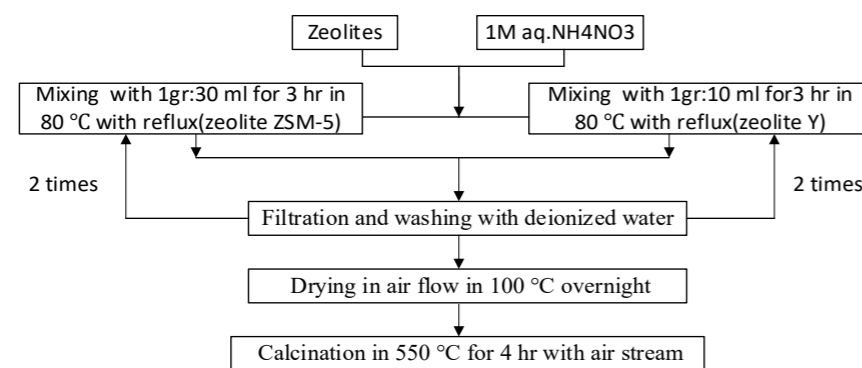 Zeolites
1M aq.NH4NO3
Mixing with 1gr:30 ml for 3 hr in
80 °C with reflux(zeolite ZSM-5)
Mixing with 1gr:10 ml for3 hr in
80 °C with reflux(zeolite Y)
2 times
2 times
Filtration and washing with deionized water
Drying in air flow in 100 °C overnight
Calcination in 550 °C for 4 hr with air stream